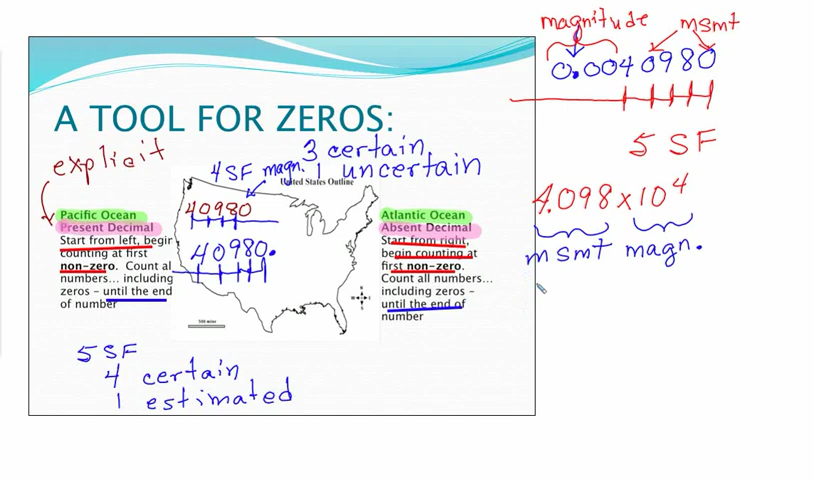 magnitude
msmt
0.0040980
5 SF
4.098 x 10⁴
msmt magn.
A TOOL FOR ZEROS:
explicit
3 certain,
4 SF magn. 1 uncertain
United States Outline
40980
40980.
Pacific Ocean
Present Decimal
Start from left, begin
counting at first
non-zero. Count al
numbers... including
zeros – until the end
of number
500 miles
Atlantic Ocean
Absent Decimal
Start from right,
begin counting at
first non-zero.
Count all numbers...
including zeros –
until the end of
number
5 SF
4 certain
1 estimated